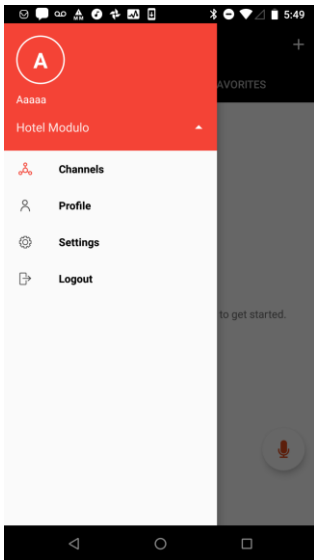 5:49
A
Aaaaa
Hotel Modulo
AVORITES
Channels
Profile
Settings
to get started.
Logout